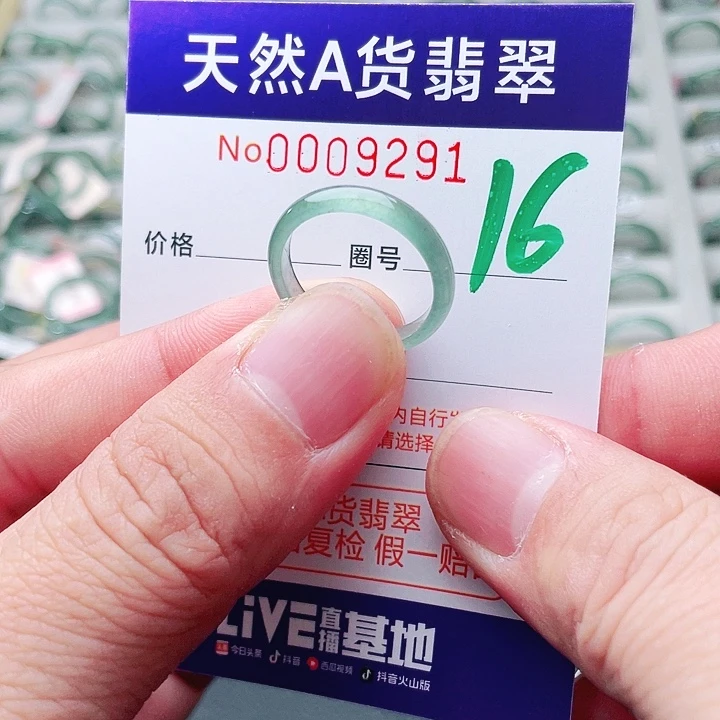 天然A货翡翠
No.0009291
16
价格 圈号
内自行
请选择
货翡翠
复检 假一赔
LiVE直播基地
今日头条 抖音 西瓜视频 抖音火山版